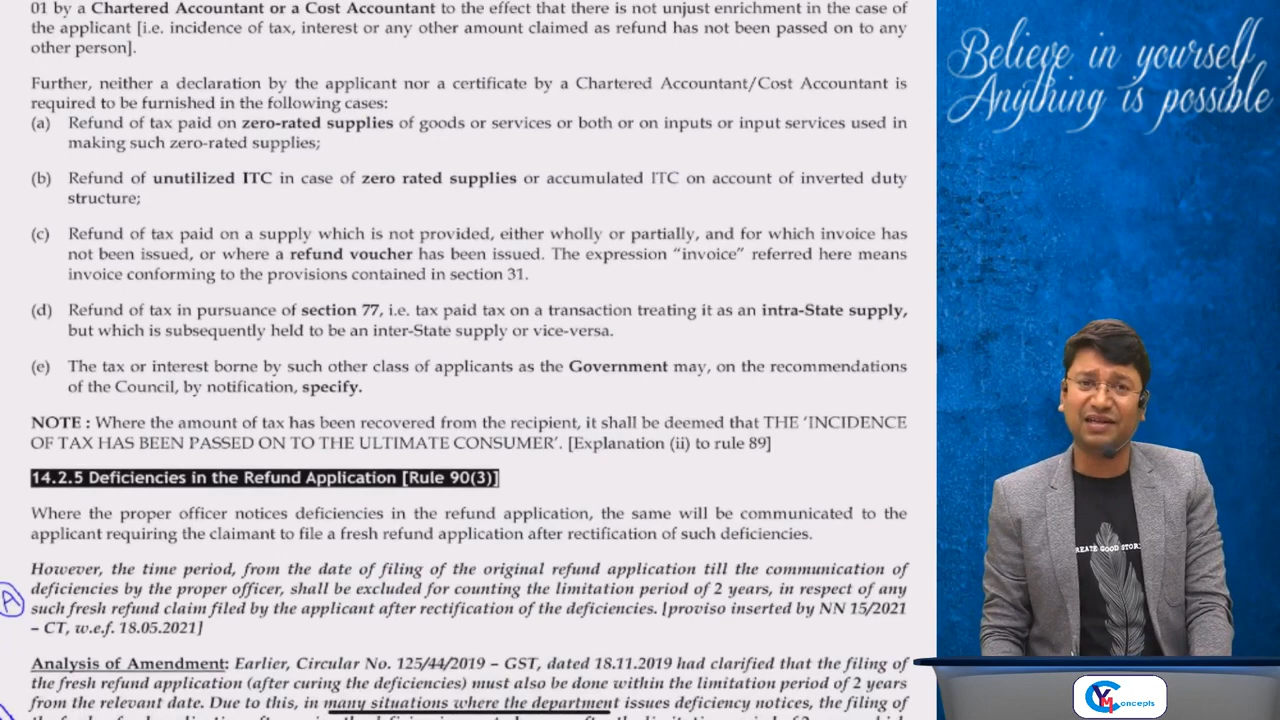 01 by a Chartered Accountant or a Cost Accountant to the effect that there is not unjust enrichment in the case of
the applicant [i.e. incidence of tax, interest or any other amount claimed as refund has not been passed on to any
other person].
Further, neither a declaration by the applicant nor a certificate by a Chartered Accountant/Cost Accountant is
required to be furnished in the following cases:
(a) Refund of tax paid on zero-rated supplies of goods or services or both or on inputs or input services used in
making such zero-rated supplies;
(b) Refund of unutilized ITC in case of zero rated supplies or accumulated ITC on account of inverted duty
structure;
(c) Refund of tax paid on a supply which is not provided, either wholly or partially, and for which invoice has
not been issued, or where a refund voucher has been issued. The expression “invoice” referred here means
invoice conforming to the provisions contained in section 31.
(d) Refund of tax in pursuance of section 77, i.e. tax paid tax on a transaction treating it as an intra-State supply,
but which is subsequently held to be an inter-State supply or vice-versa.
(e) The tax or interest borne by such other class of applicants as the Government may, on the recommendations
of the Council, by notification, specify.
NOTE : Where the amount of tax has been recovered from the recipient, it shall be deemed that THE ‘INCIDENCE
OF TAX HAS BEEN PASSED ON TO THE ULTIMATE CONSUMER’. [Explanation (ii) to rule 89]
14.2.5 Deficiencies in the Refund Application [Rule 90(3)]
Where the proper officer notices deficiencies in the refund application, the same will be communicated to the
applicant requiring the claimant to file a fresh refund application after rectification of such deficiencies.
However, the time period, from the date of filing of the original refund application till the communication of
deficiencies by the proper officer, shall be excluded for counting the limitation period of 2 years, in respect of any
such fresh refund claim filed by the applicant after rectification of the deficiencies. [proviso inserted by NN 15/2021
– CT, w.e.f. 18.05.2021]
A
Analysis of Amendment: Earlier, Circular No. 125/44/2019 – GST, dated 18.11.2019 had clarified that the filing of
the fresh refund application (after curing the deficiencies) must also be done within the limitation period of 2 years
from the relevant date. Due to this, in many situations where the department issues deficiency notices, the filing of
Believe in yourself
Anything is possible
CREATE GOOD STOR
YM
Concepts